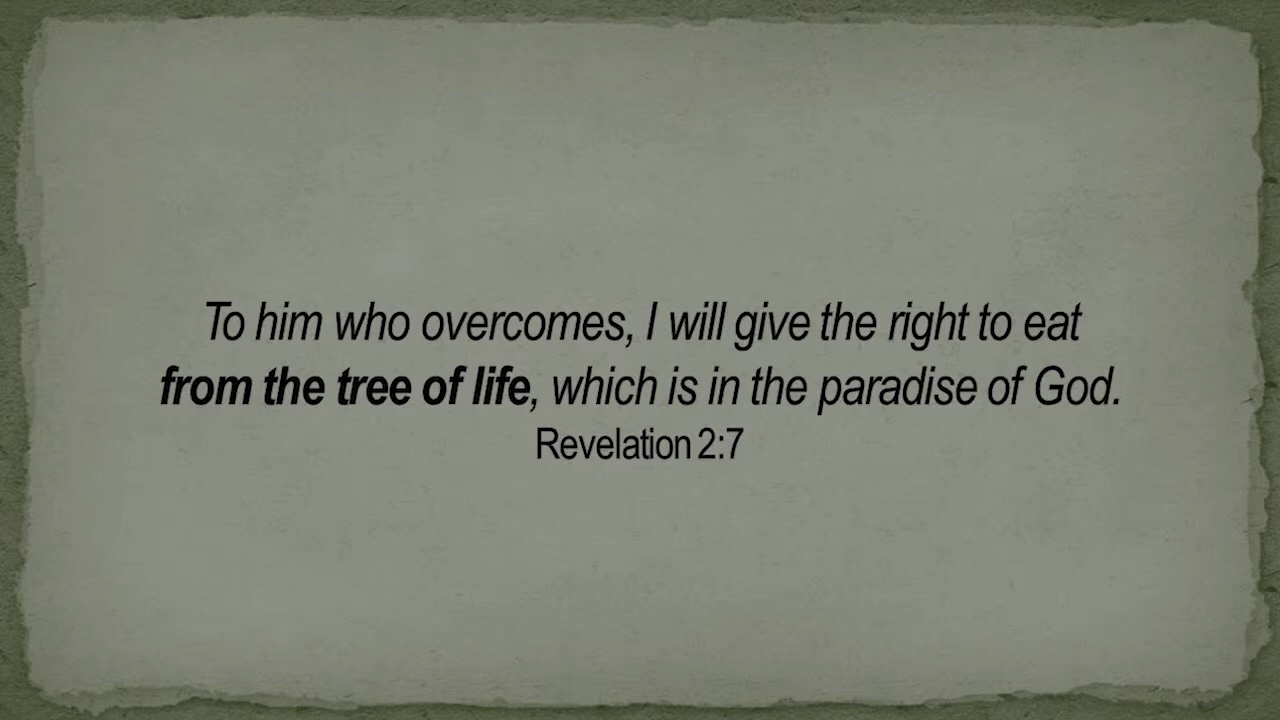 To him who overcomes, I will give the right to eat
from the tree of life, which is in the paradise of God.
Revelation 2:7